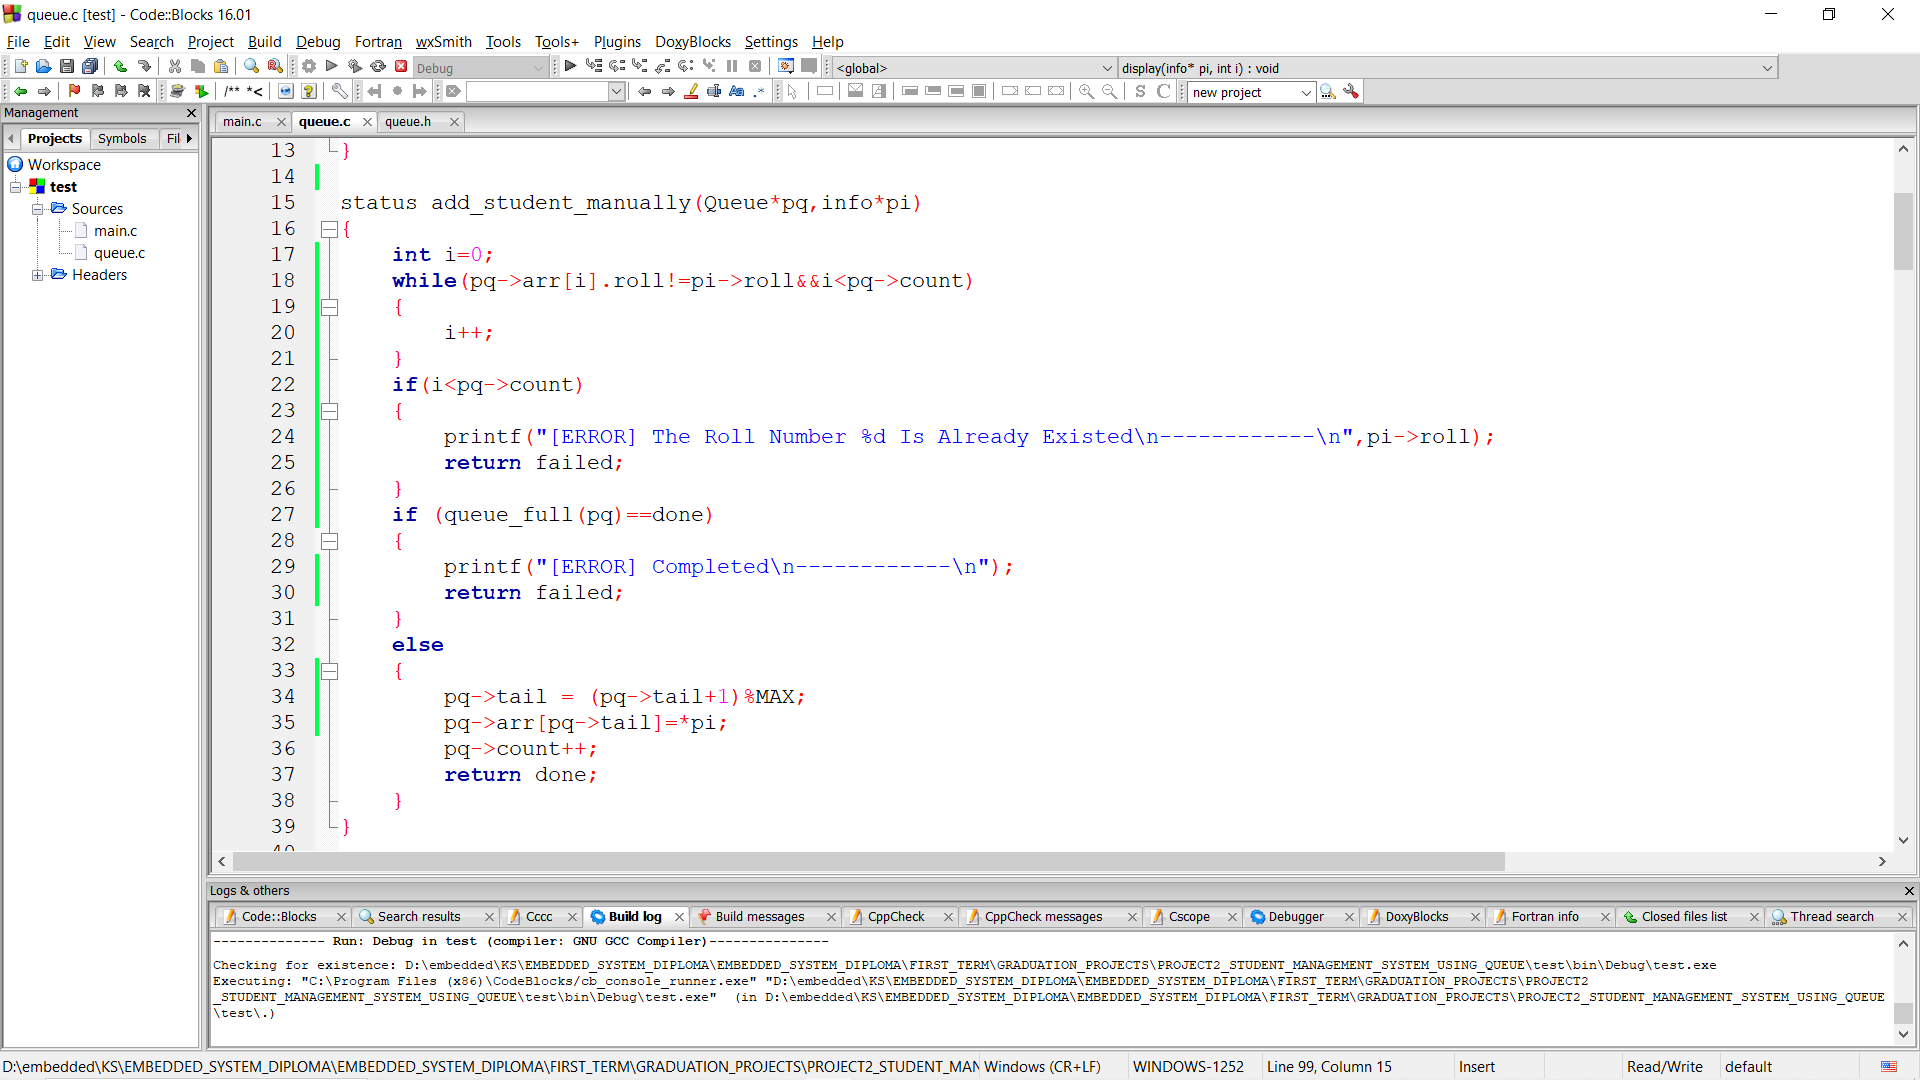 queue.c [test] - Code::Blocks 16.01
File Edit View Search Project Build Debug Fortran wxSmith Tools Tools+ Plugins DoxyBlocks Settings Help
Debug <global> display(info* pi, int i) : void
/** *< Aa .* S C new project
Management
Projects Symbols Fil
main.c queue.c queue.h
Workspace
test
Sources
main.c
queue.c
Headers
13 }
14
15 status add_student_manually(Queue*pq,info*pi)
16 {
17 int i=0;
18 while(pq->arr[i].roll!=pi->roll&&i<pq->count)
19 {
20 i++;
21 }
22 if(i<pq->count)
23 {
24 printf("[ERROR] The Roll Number %d Is Already Existed\n------------\n",pi->roll);
25 return failed;
26 }
27 if (queue_full(pq)==done)
28 {
29 printf("[ERROR] Completed\n------------\n");
30 return failed;
31 }
32 else
33 {
34 pq->tail = (pq->tail+1)%MAX;
35 pq->arr[pq->tail]=*pi;
36 pq->count++;
37 return done;
38 }
39 }
40
Logs & others
Code::Blocks Search results Cccc Build log Build messages CppCheck CppCheck messages Cscope Debugger DoxyBlocks Fortran info Closed files list Thread search
-------------- Run: Debug in test (compiler: GNU GCC Compiler)---------------
Checking for existence: D:\embedded\KS\EMBEDDED_SYSTEM_DIPLOMA\EMBEDDED_SYSTEM_DIPLOMA\FIRST_TERM\GRADUATION_PROJECTS\PROJECT2_STUDENT_MANAGEMENT_SYSTEM_USING_QUEUE\test\bin\Debug\test.exe
Executing: "C:\Program Files (x86)\CodeBlocks/cb_console_runner.exe" "D:\embedded\KS\EMBEDDED_SYSTEM_DIPLOMA\EMBEDDED_SYSTEM_DIPLOMA\FIRST_TERM\GRADUATION_PROJECTS\PROJECT2
_STUDENT_MANAGEMENT_SYSTEM_USING_QUEUE\test\bin\Debug\test.exe" (in D:\embedded\KS\EMBEDDED_SYSTEM_DIPLOMA\EMBEDDED_SYSTEM_DIPLOMA\FIRST_TERM\GRADUATION_PROJECTS\PROJECT2_STUDENT_MANAGEMENT_SYSTEM_USING_QUEUE
\test\.)
D:\embedded\KS\EMBEDDED_SYSTEM_DIPLOMA\EMBEDDED_SYSTEM_DIPLOMA\FIRST_TERM\GRADUATION_PROJECTS\PROJECT2_STUDENT_MAN Windows (CR+LF) WINDOWS-1252 Line 99, Column 15 Insert Read/Write default